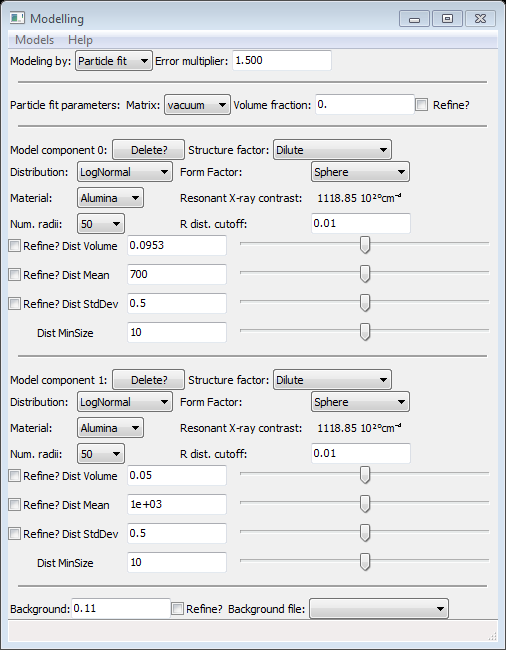 Modelling
Models Help
Modeling by: Particle fit Error multiplier: 1.500
Particle fit parameters: Matrix: vacuum Volume fraction: 0. Refine?
Model component 0: Delete? Structure factor: Dilute
Distribution: LogNormal Form Factor: Sphere
Material: Alumina Resonant X-ray contrast: 1118.85 10²⁰cm⁻⁴
Num. radii: 50 R dist. cutoff: 0.01
Refine? Dist Volume 0.0953
Refine? Dist Mean 700
Refine? Dist StdDev 0.5
Dist MinSize 10
Model component 1: Delete? Structure factor: Dilute
Distribution: LogNormal Form Factor: Sphere
Material: Alumina Resonant X-ray contrast: 1118.85 10²⁰cm⁻⁴
Num. radii: 50 R dist. cutoff: 0.01
Refine? Dist Volume 0.05
Refine? Dist Mean 1e+03
Refine? Dist StdDev 0.5
Dist MinSize 10
Background: 0.11 Refine? Background file: